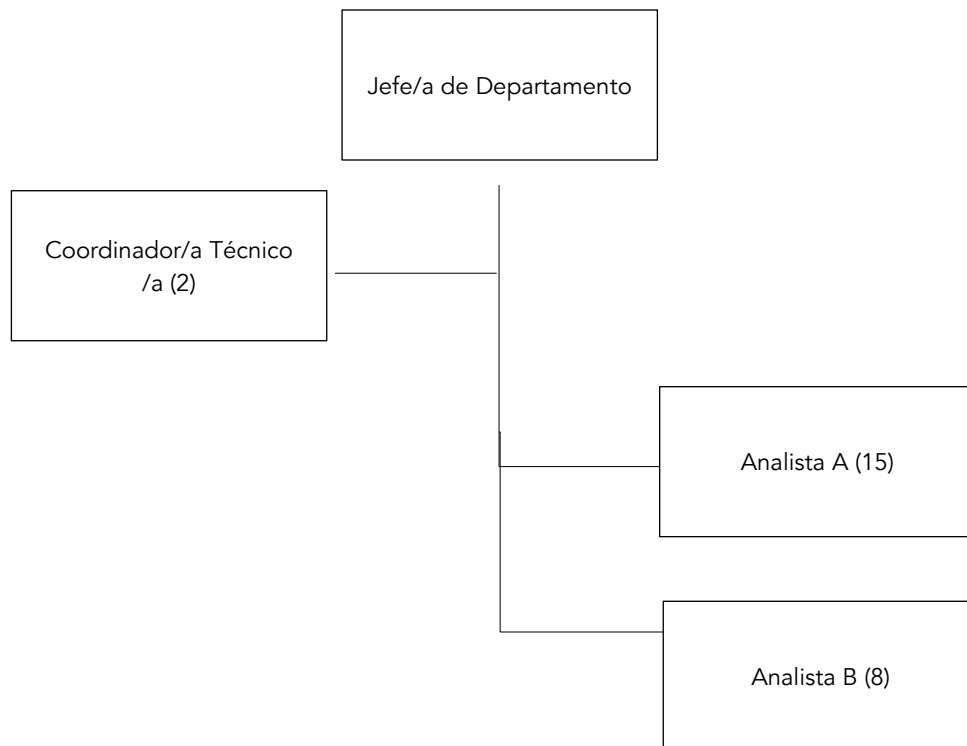 Jefe/a de Departamento
Coordinador/a Técnico
/a (2)
Analista A (15)
Analista B (8)